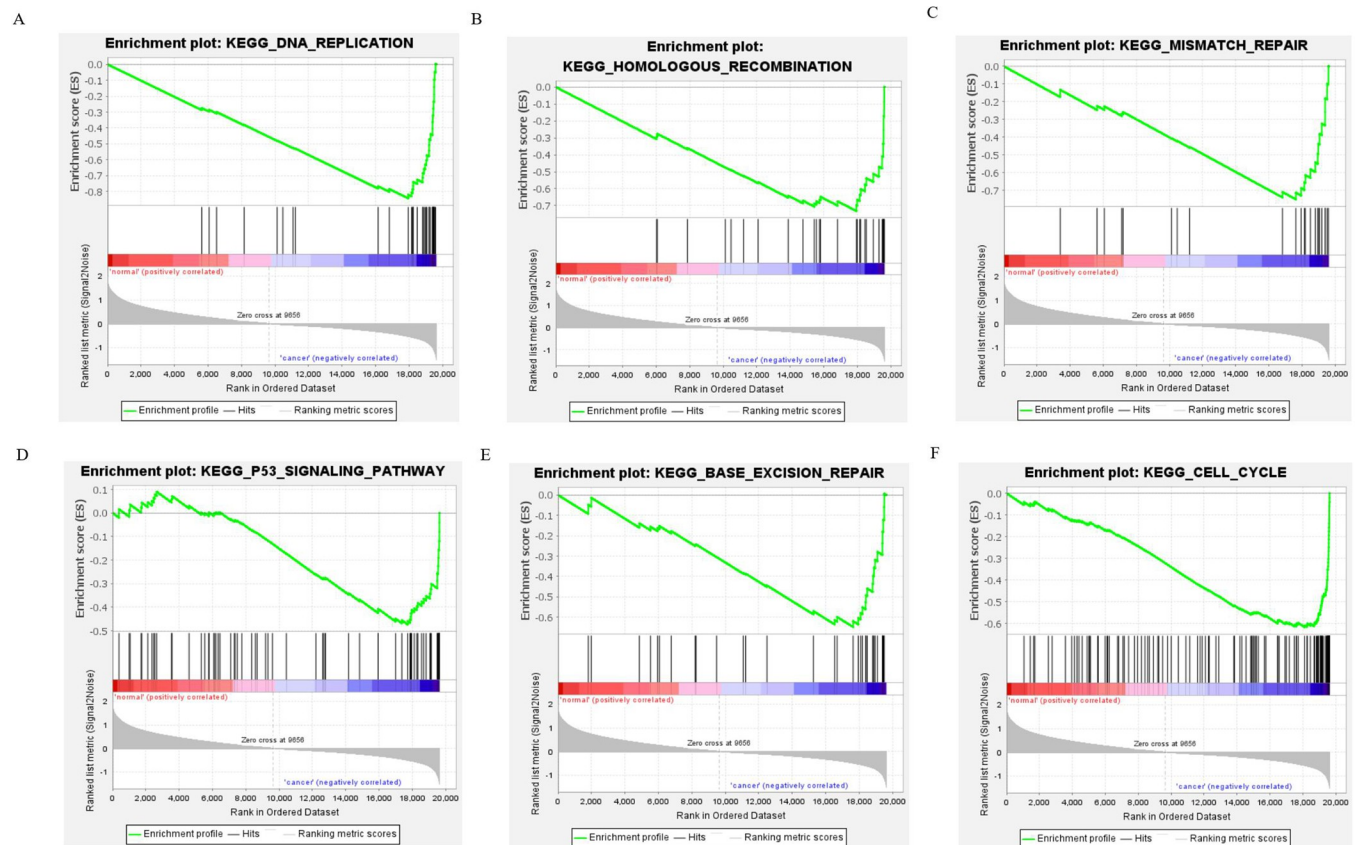 A
Enrichment plot: KEGG_DNA_REPLICATION
Enrichment score (ES)
0.0
-0.1
-0.2
-0.3
-0.4
-0.5
-0.6
-0.7
-0.8
'normal' (positively correlated)
Ranked list metric (Signal2Noise)
2
1
0
-1
Zero cross at 9656
'cancer' (negatively correlated)
0 2,000 4,000 6,000 8,000 10,000 12,000 14,000 16,000 18,000 20,000
Rank in Ordered Dataset
Enrichment profile Hits Ranking metric scores
B
Enrichment plot:
KEGG_HOMOLOGOUS_RECOMBINATION
Enrichment score (ES)
0.0
-0.1
-0.2
-0.3
-0.4
-0.5
-0.6
-0.7
'normal' (positively correlated)
Ranked list metric (Signal2Noise)
2
1
0
-1
Zero cross at 9656
'cancer' (negatively correlated)
0 2,000 4,000 6,000 8,000 10,000 12,000 14,000 16,000 18,000 20,000
Rank in Ordered Dataset
Enrichment profile Hits Ranking metric scores
C
Enrichment plot: KEGG_MISMATCH_REPAIR
Enrichment score (ES)
0.0
-0.1
-0.2
-0.3
-0.4
-0.5
-0.6
-0.7
'normal' (positively correlated)
Ranked list metric (Signal2Noise)
2
1
0
-1
Zero cross at 9656
'cancer' (negatively correlated)
0 2,000 4,000 6,000 8,000 10,000 12,000 14,000 16,000 18,000 20,000
Rank in Ordered Dataset
Enrichment profile Hits Ranking metric scores
D
Enrichment plot: KEGG_P53_SIGNALING_PATHWAY
Enrichment score (ES)
0.1
0.0
-0.1
-0.2
-0.3
-0.4
-0.5
'normal' (positively correlated)
Ranked list metric (Signal2Noise)
2
1
0
-1
Zero cross at 9656
'cancer' (negatively correlated)
0 2,000 4,000 6,000 8,000 10,000 12,000 14,000 16,000 18,000 20,000
Rank in Ordered Dataset
Enrichment profile Hits Ranking metric scores
E
Enrichment plot: KEGG_BASE_EXCISION_REPAIR
Enrichment score (ES)
0.0
-0.1
-0.2
-0.3
-0.4
-0.5
-0.6
'normal' (positively correlated)
Ranked list metric (Signal2Noise)
2
1
0
-1
Zero cross at 9656
'cancer' (negatively correlated)
0 2,000 4,000 6,000 8,000 10,000 12,000 14,000 16,000 18,000 20,000
Rank in Ordered Dataset
Enrichment profile Hits Ranking metric scores
F
Enrichment plot: KEGG_CELL_CYCLE
Enrichment score (ES)
0.0
-0.1
-0.2
-0.3
-0.4
-0.5
-0.6
'normal' (positively correlated)
Ranked list metric (Signal2Noise)
2
1
0
-1
Zero cross at 9656
'cancer' (negatively correlated)
0 2,000 4,000 6,000 8,000 10,000 12,000 14,000 16,000 18,000 20,000
Rank in Ordered Dataset
Enrichment profile Hits Ranking metric scores